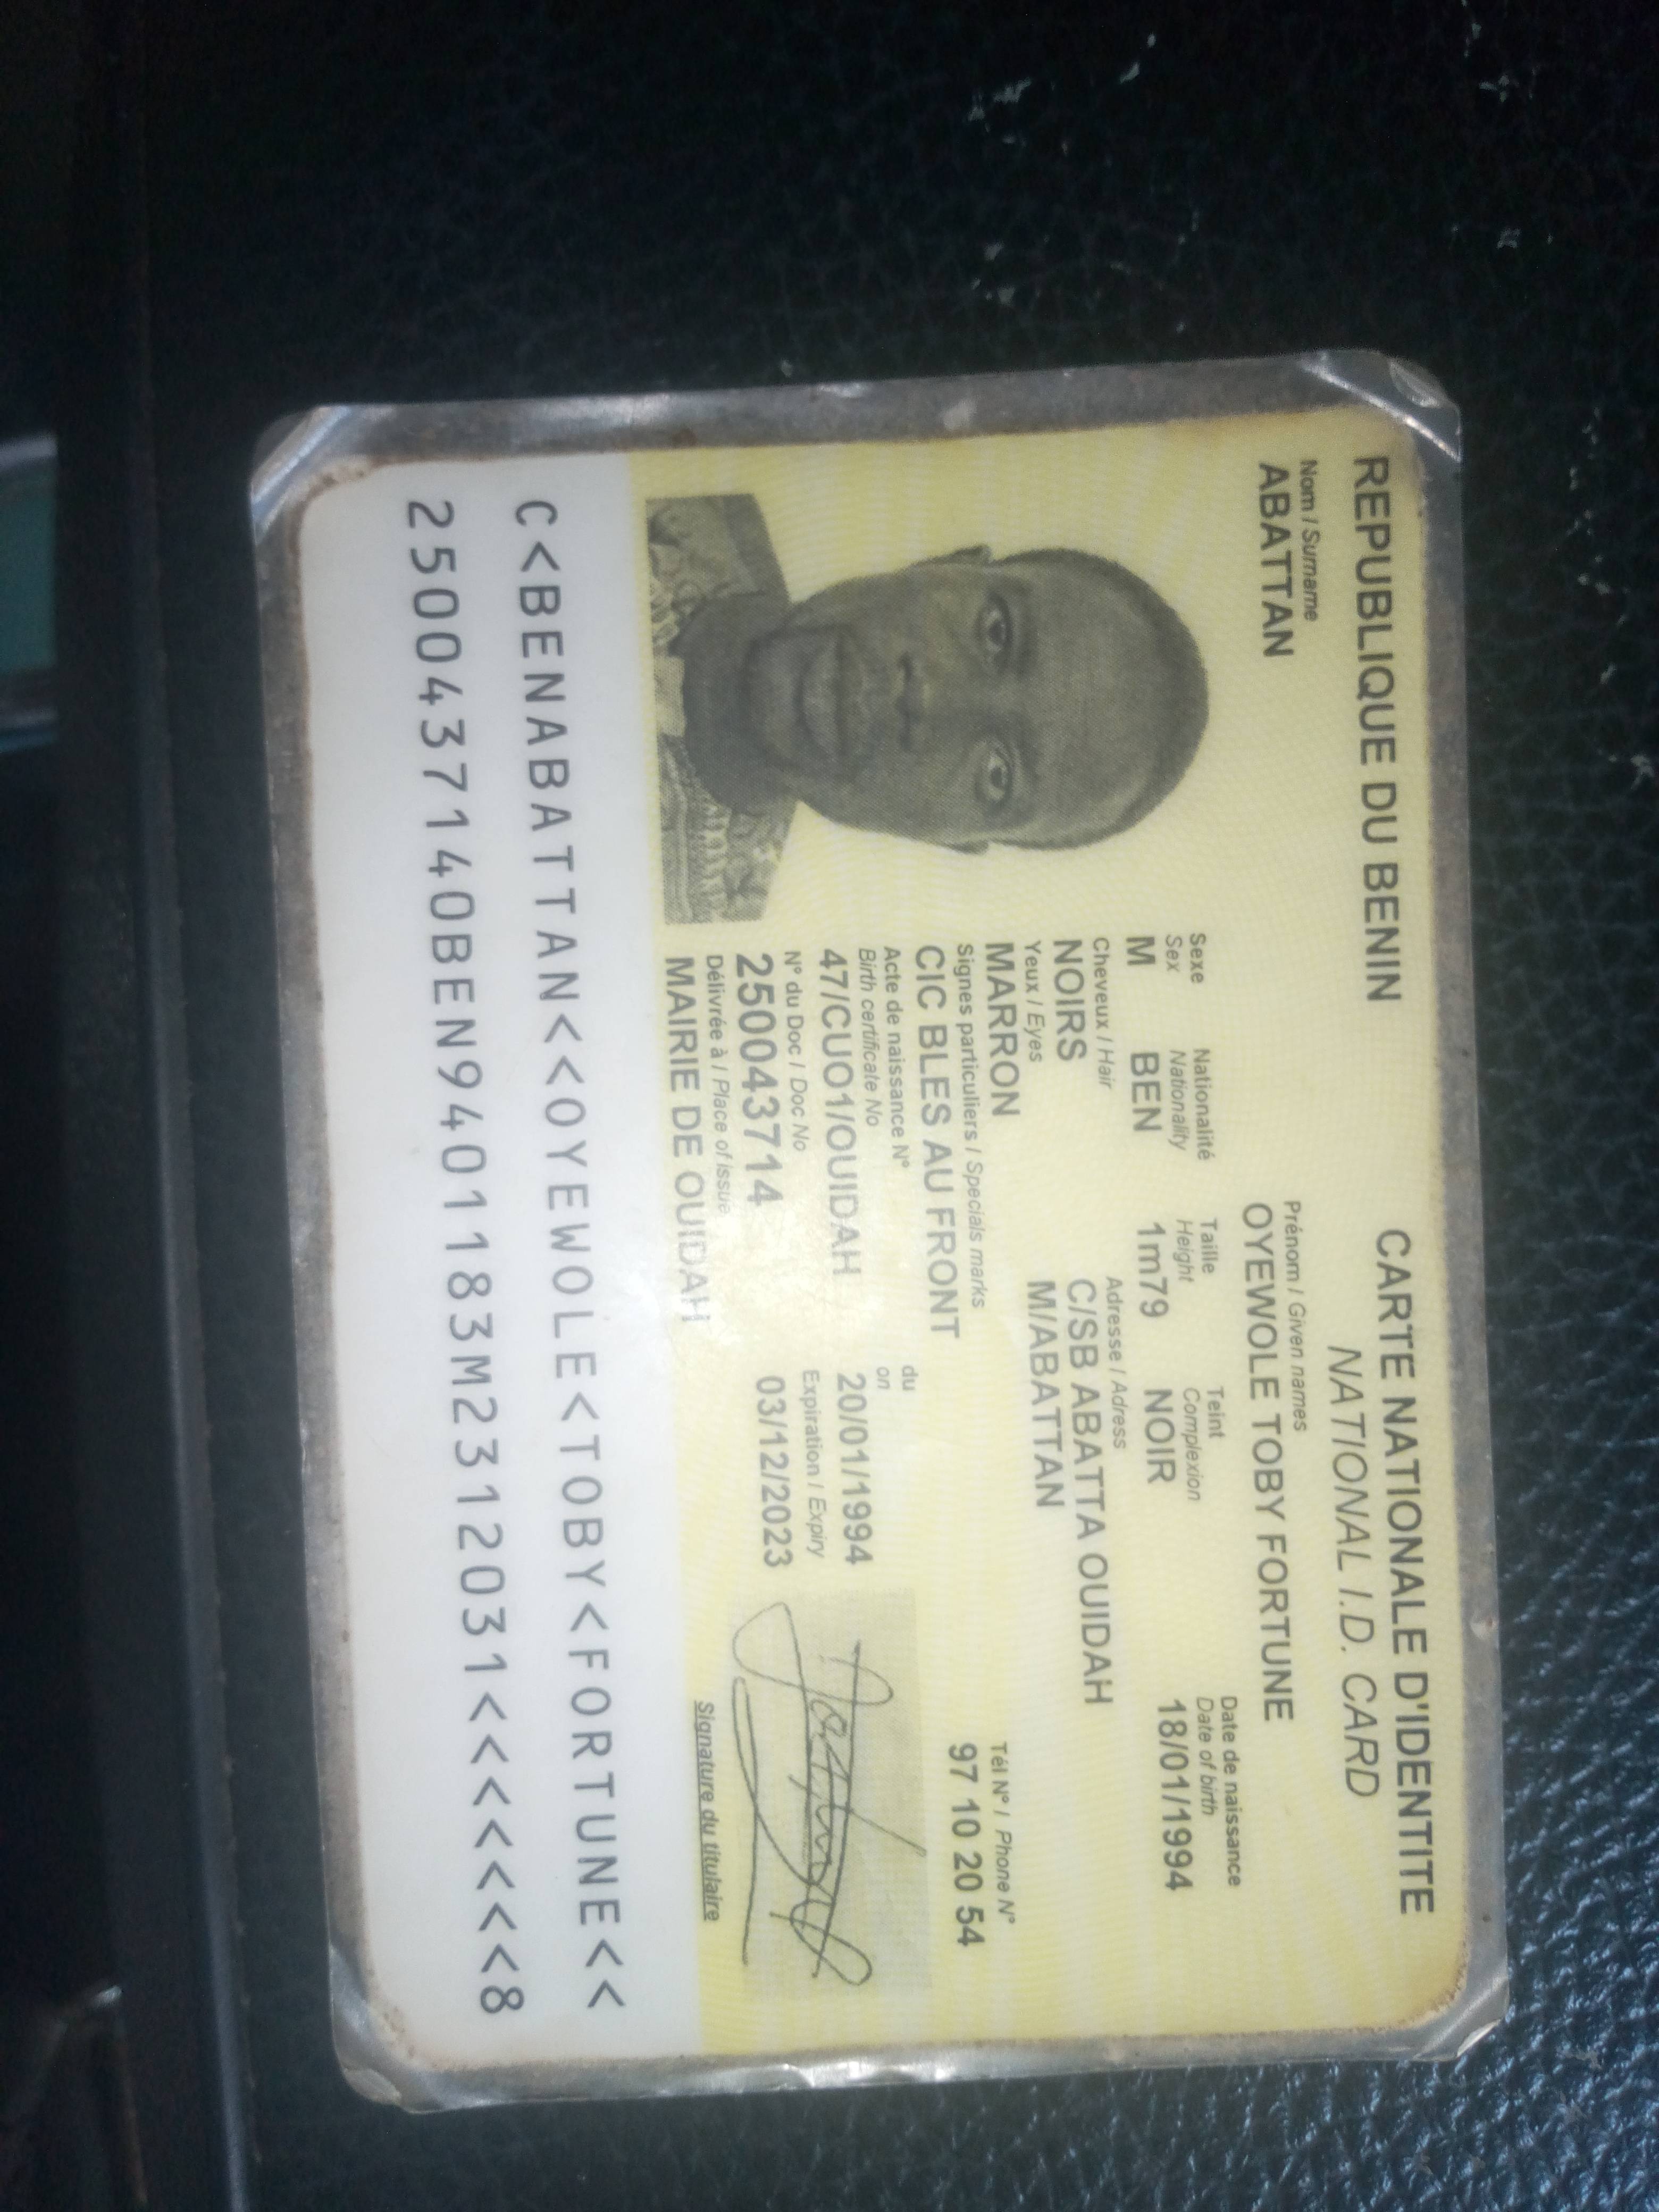 REPUBLIQUE DU BENIN
CARTE NATIONALE D'IDENTITE
NATIONAL I.D. CARD
Nom / Surname
ABATTAN
Prénom / Given names
OYEWOLE TOBY FORTUNE
Sexe
Sex
M
Nationalité
Nationality
BEN
Taille
Height
1m79
Teint
Complexion
NOIR
Date de naissance
Date of birth
18/01/1994
Cheveux / Hair
NOIRS
Adresse / Adress
C/SB ABATTA OUIDAH
M/ABATTAN
Yeux / Eyes
MARRON
Signes particuliers / Specials marks
CIC BLES AU FRONT
Tél N° / Phone N°
97 10 20 54
Acte de naissance N°
Birth certificate No
47/CUO1/OUIDAH
du
on
20/01/1994
N° du Doc / Doc No
250043714
Expiration / Expiry
03/12/2023
Délivrée à / Place of issue
MAIRIE DE OUIDAH
Signature du titulaire
C<BENABATTAN<<OYEWOLE<TOBY<FORTUNE<<
2500437140BEN9401183M2312031<<<<<<<8